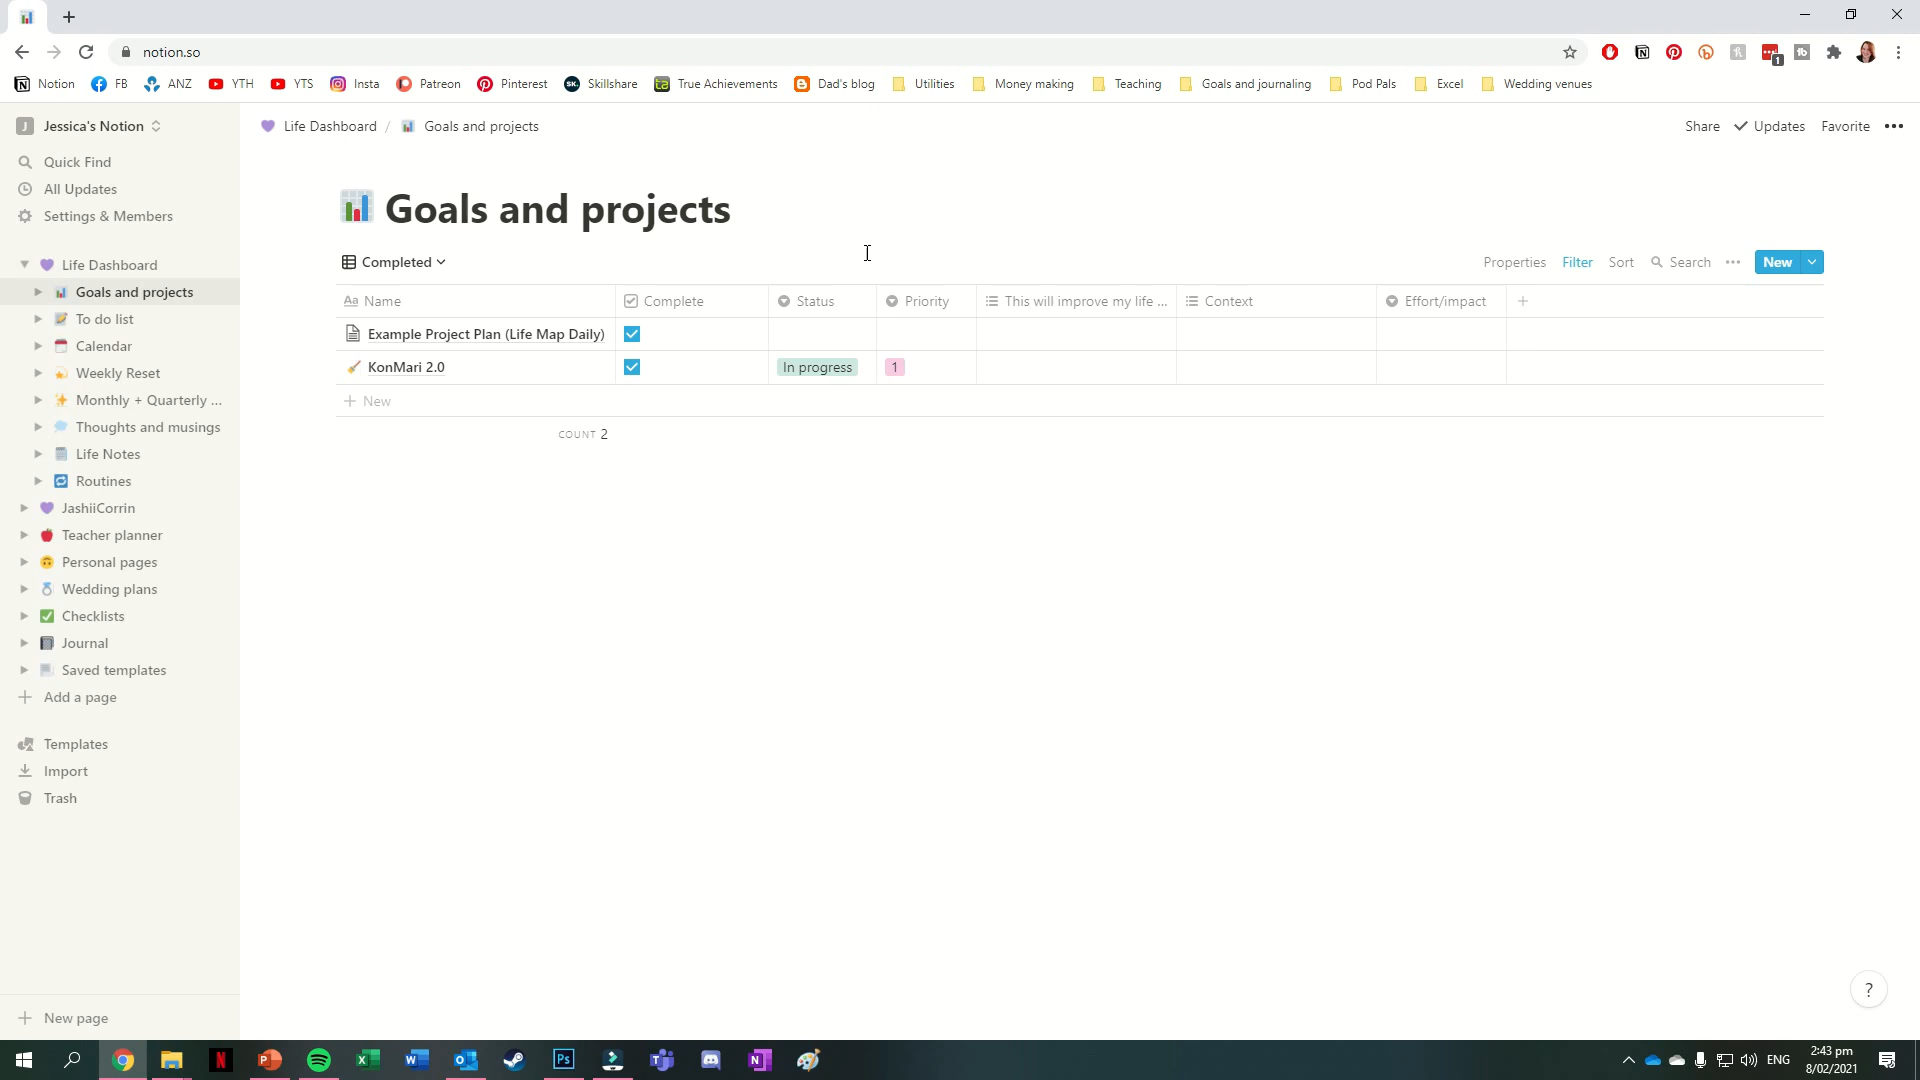 notion.so
Notion FB ANZ YTH YTS Insta Patreon Pinterest Skillshare True Achievements Dad's blog Utilities Money making Teaching Goals and journaling Pod Pals Excel Wedding venues
J Jessica's Notion
Life Dashboard / Goals and projects
Share Updates Favorite
Quick Find
All Updates
Settings & Members
Life Dashboard
Goals and projects
To do list
Calendar
Weekly Reset
Monthly + Quarterly ...
Thoughts and musings
Life Notes
Routines
JashiiCorrin
Teacher planner
Personal pages
Wedding plans
Checklists
Journal
Saved templates
Add a page
Templates
Import
Trash
New page
Goals and projects
Completed
Properties Filter Sort Search New
Aa Name Complete Status Priority This will improve my life ... Context Effort/impact
Example Project Plan (Life Map Daily)
KonMari 2.0 In progress 1
New
COUNT 2
?
ENG
2:43 pm
8/02/2021